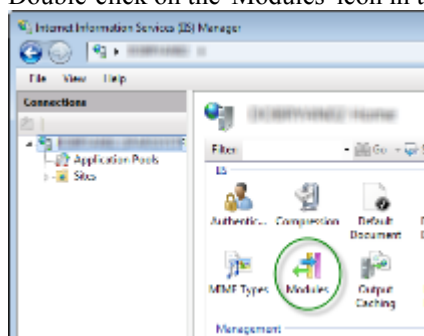 Double-click on the 'Modules' icon in t
Internet Information Services (IIS) Manager
File View Help
Connections
Home
Application Pools
Sites
Filter: Go
IIS
Authentic... Compression Default Document
MIME Types Modules Output Caching
Management